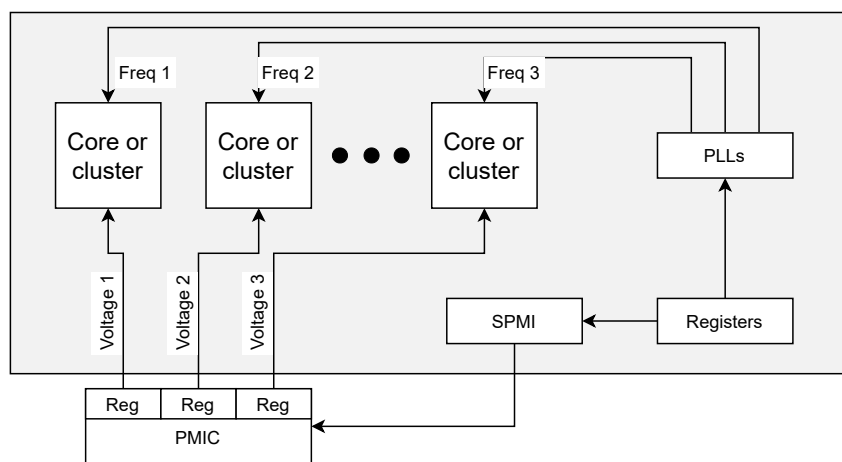 Freq 1
Freq 2
Freq 3
Core or
cluster
Core or
cluster
Core or
cluster
PLLs
Voltage 1
Voltage 2
Voltage 3
SPMI
Registers
Reg
Reg
Reg
PMIC